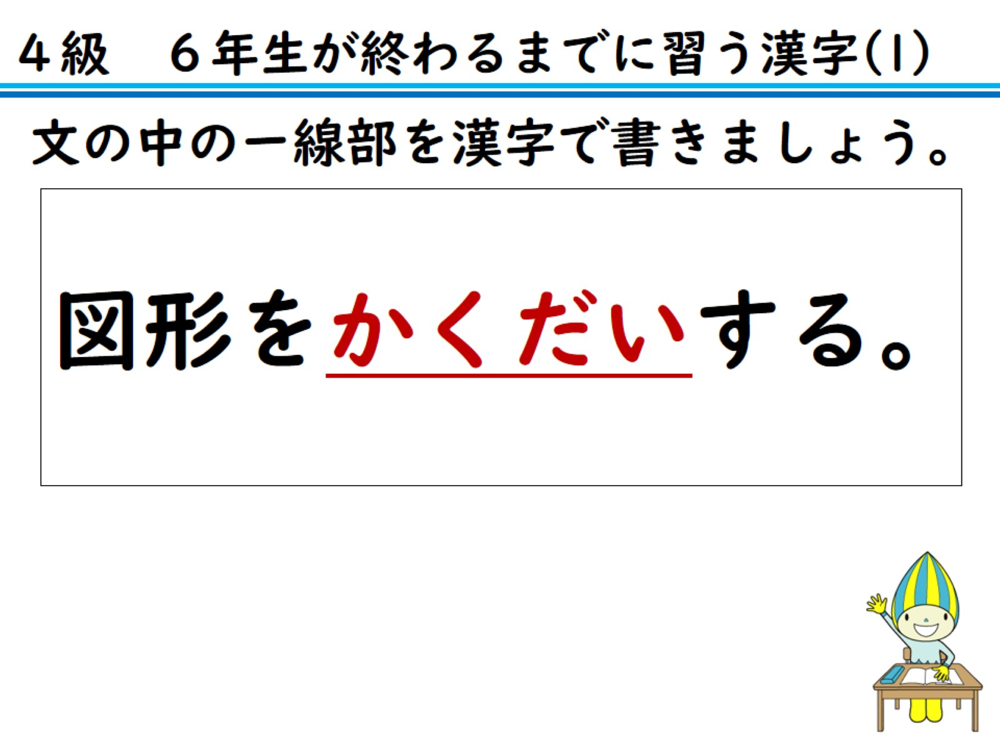 ４級　６年生が終わるまでに習う漢字(1)
文の中の一線部を漢字で書きましょう。
図形をかくだいする。